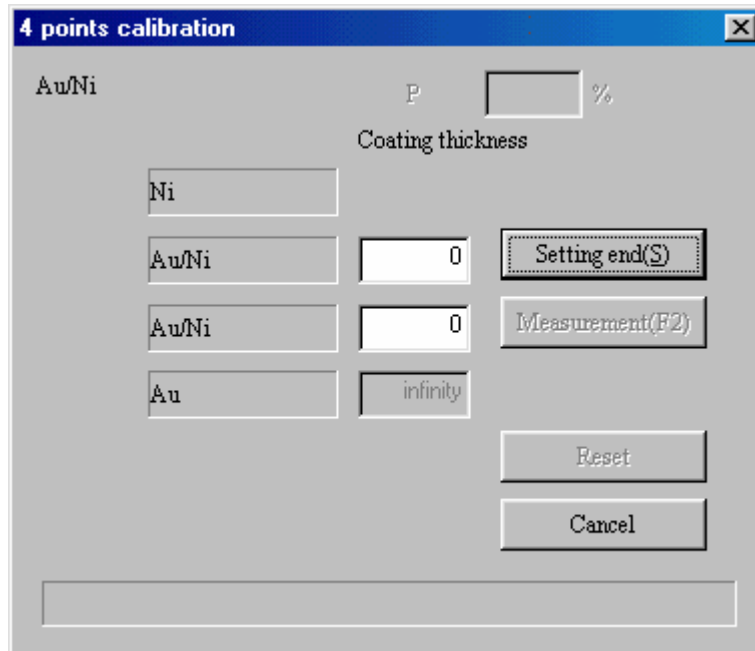 4 points calibration
Au/Ni
P %
Coating thickness
Ni
Au/Ni 0 Setting end(S)
Au/Ni 0 Measurement(F2)
Au infinity
Reset
Cancel